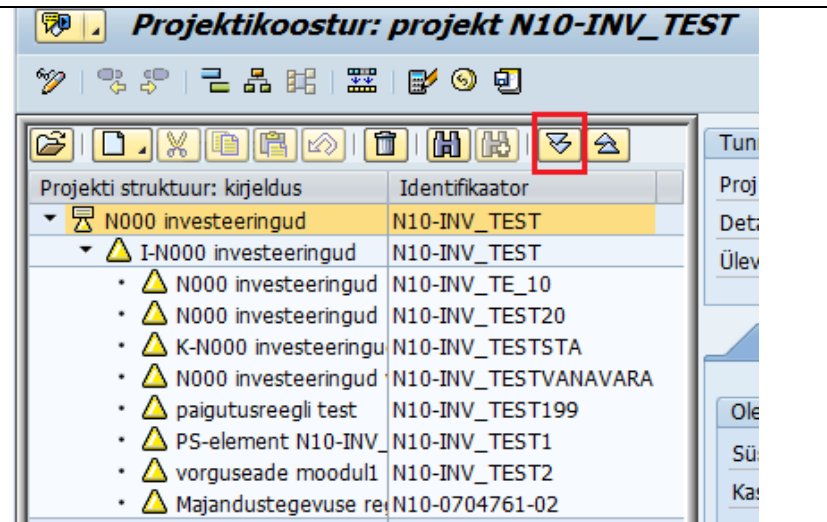 Projektikoostur: projekt N10-INV_TEST
Projekti struktuur: kirjeldus Identifikaator
N000 investeeringud N10-INV_TEST
I-N000 investeeringud N10-INV_TEST
N000 investeeringud N10-INV_TE_10
N000 investeeringud N10-INV_TEST20
K-N000 investeeringu N10-INV_TESTSTA
N000 investeeringud N10-INV_TESTVANAVARA
paigutusreegli test N10-INV_TEST199
PS-element N10-INV_ N10-INV_TEST1
vorguseade moodul1 N10-INV_TEST2
Majandustegevuse re N10-0704761-02
Tun
Proj
Deta
Ülev
Ole
Sü
Kas